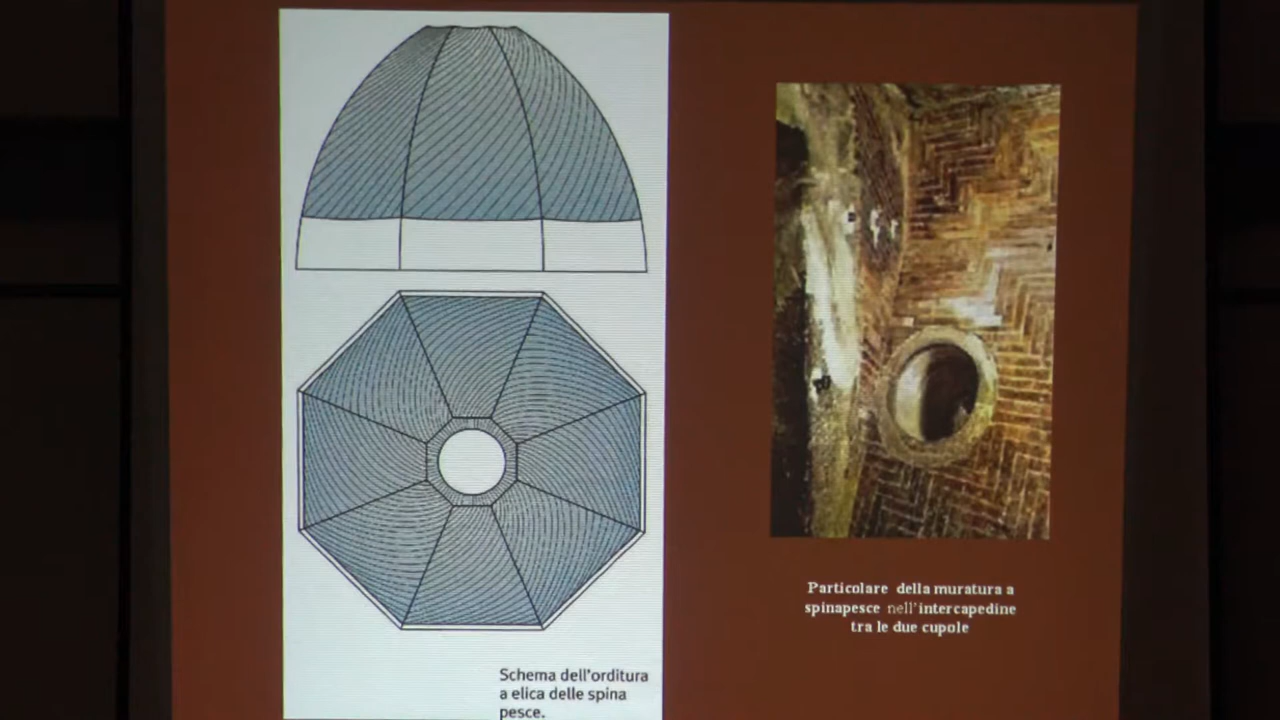 Schema dell'orditura
a elica delle spina
pesce.
Particolare della muratura a
spinapesce nell'intercapedine
tra le due cupole